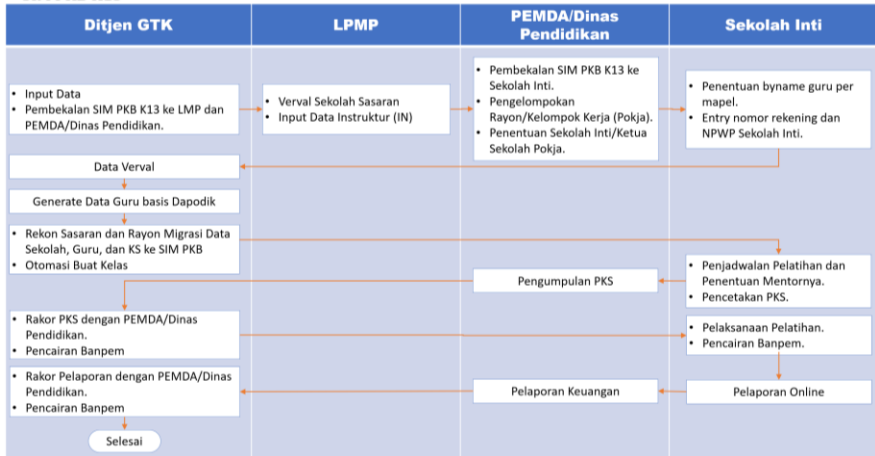 Ditjen GTK
LPMP
PEMDA/Dinas
Pendidikan
Sekolah Inti
• Input Data
• Pembekalan SIM PKB K13 ke LMP dan
PEMDA/Dinas Pendidikan.
• Verval Sekolah Sasaran
• Input Data Instruktur (IN)
• Pembekalan SIM PKB K13 ke
Sekolah Inti.
• Pengelompokan
Rayon/Kelompok Kerja (Pokja).
• Penentuan Sekolah Inti/Ketua
Sekolah Pokja.
• Penentuan byname guru per
mapel.
• Entry nomor rekening dan
NPWP Sekolah Inti.
Data Verval
Generate Data Guru basis Dapodik
• Rekon Sasaran dan Rayon Migrasi Data
Sekolah, Guru, dan KS ke SIM PKB
• Otomasi Buat Kelas
Pengumpulan PKS
• Penjadwalan Pelatihan dan
Penentuan Mentornya.
• Pencetakan PKS.
• Rakor PKS dengan PEMDA/Dinas
Pendidikan.
• Pencairan Banpem
• Pelaksanaan Pelatihan.
• Pencairan Banpem.
• Rakor Pelaporan dengan PEMDA/Dinas
Pendidikan.
• Pencairan Banpem
Pelaporan Keuangan
Pelaporan Online
Selesai